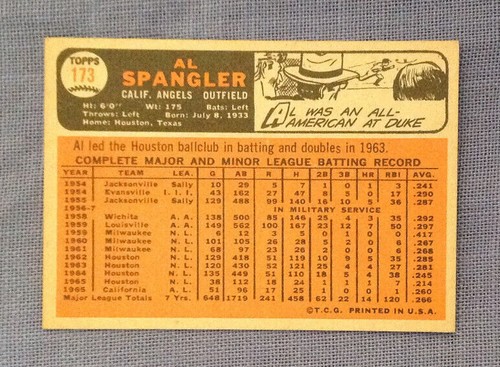 TOPPS
173
AL
SPANGLER
CALIF. ANGELS OUTFIELD
Ht: 6'0" Wt: 175 Bats: Left
Throws: Left Born: July 8, 1933
Home: Houston, Texas
AL WAS AN ALL-
AMERICAN AT DUKE
Al led the Houston ballclub in batting and doubles in 1963.
COMPLETE MAJOR AND MINOR LEAGUE BATTING RECORD
YEAR TEAM LEA. G AB R H 2B 3B HR RBI AVG.
1954 Jacksonville Sally 10 29 5 7 1 1 3 .241
1954 Evansville I. I. I. 43 162 27 47 8 5 0 17 .290
1955 Jacksonville Sally 129 488 99 140 16 10 5 36 .287
1956-7 IN MILITARY SERVICE
1958 Wichita A. A. 138 500 85 146 25 4 3 35 .292
1959 Louisville A. A. 149 562 100 167 23 12 7 50 .297
1959 Milwaukee N. L. 6 12 3 5 0 1 0 0 .417
1960 Milwaukee N. L. 101 105 26 28 5 2 0 6 .267
1961 Milwaukee N. L. 68 97 23 26 2 0 0 6 .268
1962 Houston N. L. 129 418 51 119 10 9 5 35 .285
1963 Houston N. L. 120 430 52 121 25 4 4 27 .281
1964 Houston N. L. 135 449 51 110 18 5 4 38 .245
1965 Houston N. L. 38 112 18 24 1 1 1 7 .214
1965 California A. L. 51 96 17 25 1 0 0 1 .260
Major League Totals 7 Yrs. 648 1719 241 458 62 22 14 120 .266
©T.C.G. PRINTED IN U.S.A.